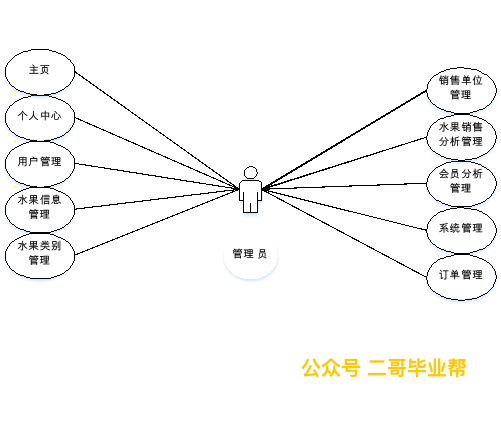 主页
个人中心
用户管理
水果信息
管理
水果类别
管理
管理 员
销售单位
管理
水果销售
分析管理
会员分析
管理
系统管理
订单管理
公众号 二哥毕业帮